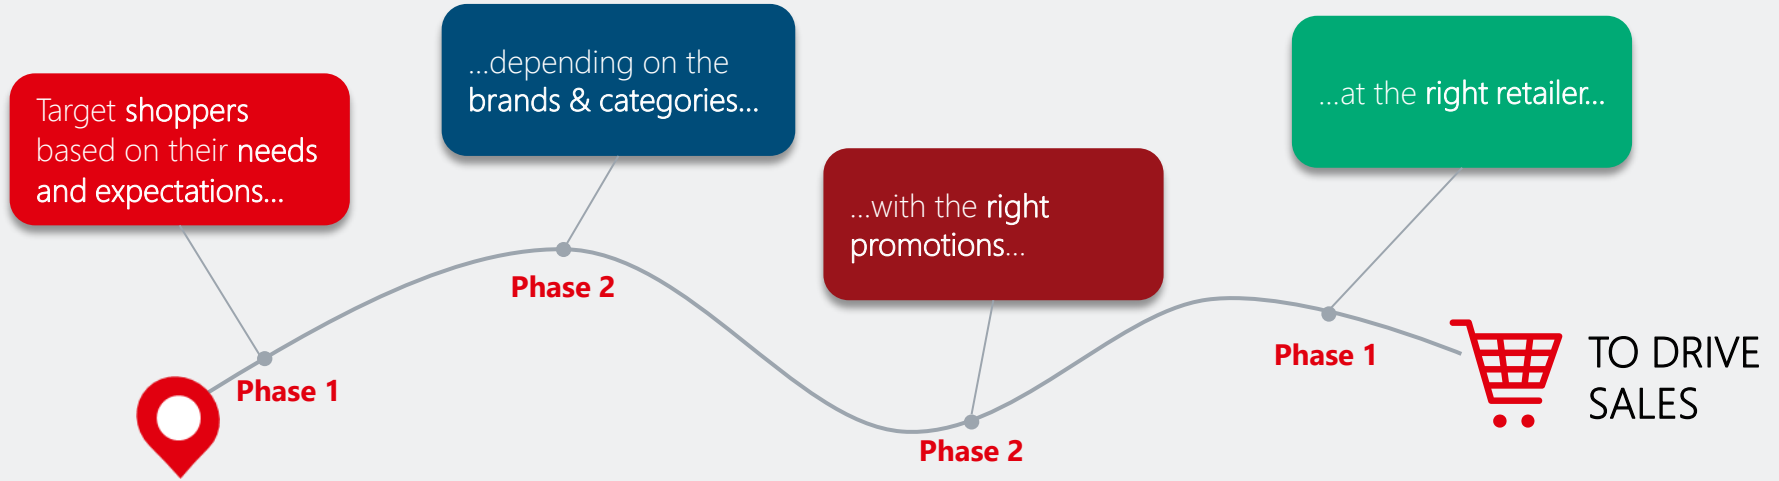 Target shoppers
based on their needs
and expectations...
Phase 1
...depending on the
brands & categories...
Phase 2
...with the right
promotions...
Phase 2
...at the right retailer...
Phase 1
TO DRIVE
SALES